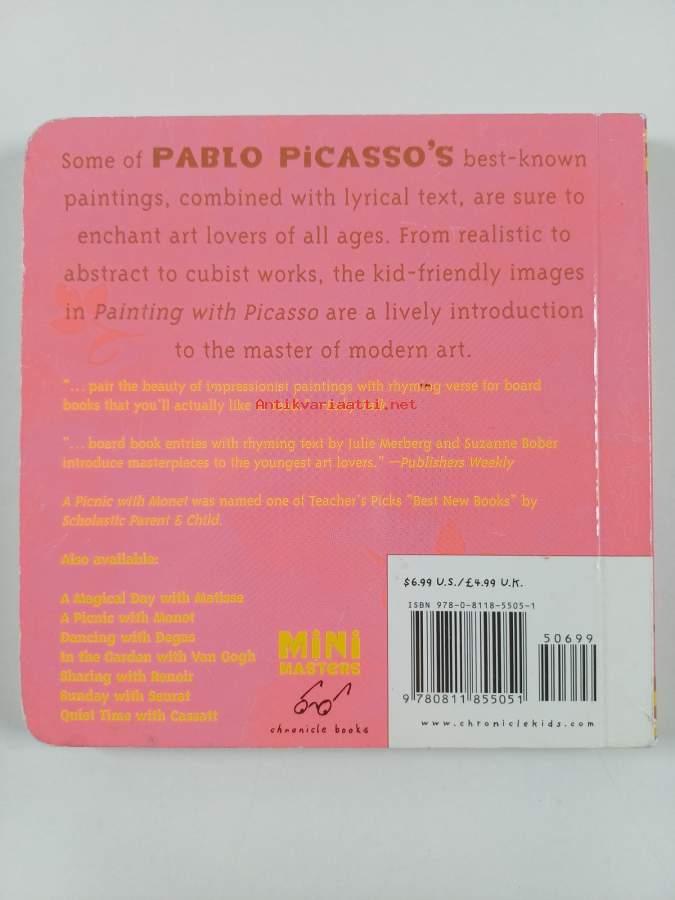 Some of PABLO PiCASSO'S best-known
paintings, combined with lyrical text, are sure to
enchant art lovers of all ages. From realistic to
abstract to cubist works, the kid-friendly images
in Painting with Picasso are a lively introduction
to the master of modern art.
"... pair the beauty of impressionist paintings with rhyming verse for board
books that you'll actually like
Antikvariaatti.net
"... board book entries with rhyming text by Julie Merberg and Suzanne Bober
introduce masterpieces to the youngest art lovers." —Publishers Weekly
A Picnic with Monet was named one of Teacher's Picks "Best New Books" by
Scholastic Parent & Child.
Also available:
A Magical Day with Matisse
A Picnic with Monet
Dancing with Degas
In the Garden with Van Gogh
Sharing with Renoir
Sunday with Seurat
Quiet Time with Cassatt
MiNi
MASTERS
chronicle books
$6.99 U.S./£4.99 U.K.
ISBN 978-0-8118-5505-1
50699
9 780811 855051
www.chroniclekids.com